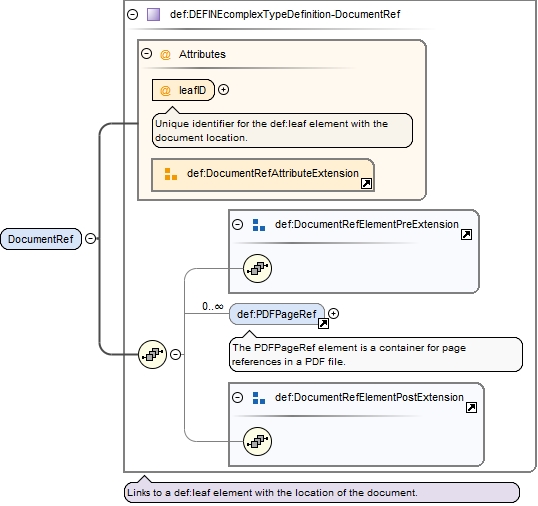 def:DEFINEcomplexTypeDefinition-DocumentRef
@ Attributes
@ leafID
Unique identifier for the def:leaf element with the
document location.
def:DocumentRefAttributeExtension
DocumentRef
def:DocumentRefElementPreExtension
0..∞
def:PDFPageRef
The PDFPageRef element is a container for page
references in a PDF file.
def:DocumentRefElementPostExtension
Links to a def:leaf element with the location of the document.